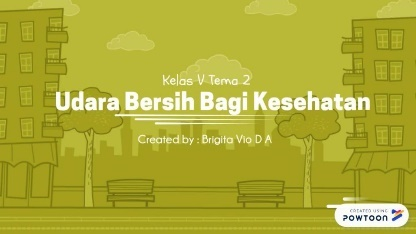 Kelas V Tema 2
Udara Bersih Bagi Kesehatan
Created by : Brigita Vio D A
CREATED USING
POWTOON